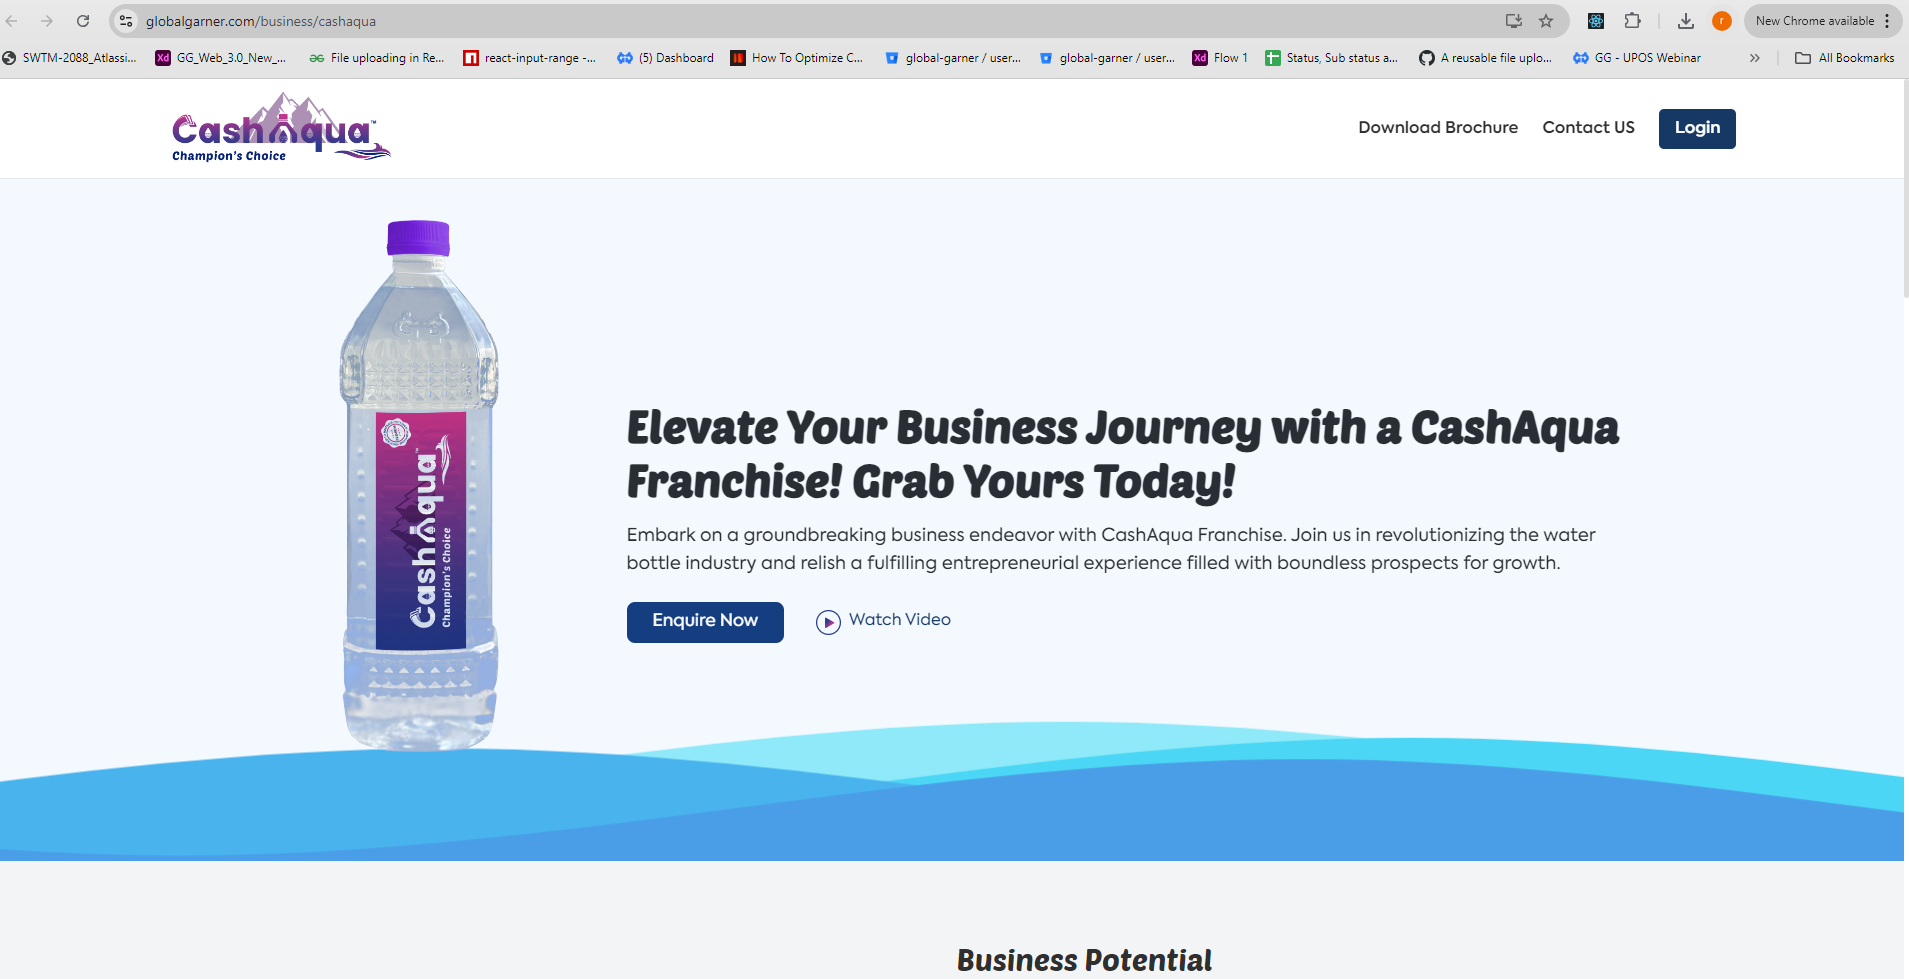 globalgarner.com/business/cashaqua
New Chrome available
SWTM-2088_Atlassi...
GG_Web_3.0_New_...
File uploading in Re...
react-input-range -...
(5) Dashboard
How To Optimize C...
global-garner / user...
global-garner / user...
Flow 1
Status, Sub status a...
A reusable file uplo...
GG - UPOS Webinar
All Bookmarks
CashAqua™
Champion's Choice
Download Brochure
Contact US
Login
CashAqua™
Champion's Choice
Elevate Your Business Journey with a CashAqua
Franchise! Grab Yours Today!
Embark on a groundbreaking business endeavor with CashAqua Franchise. Join us in revolutionizing the water
bottle industry and relish a fulfilling entrepreneurial experience filled with boundless prospects for growth.
Enquire Now
Watch Video
Business Potential